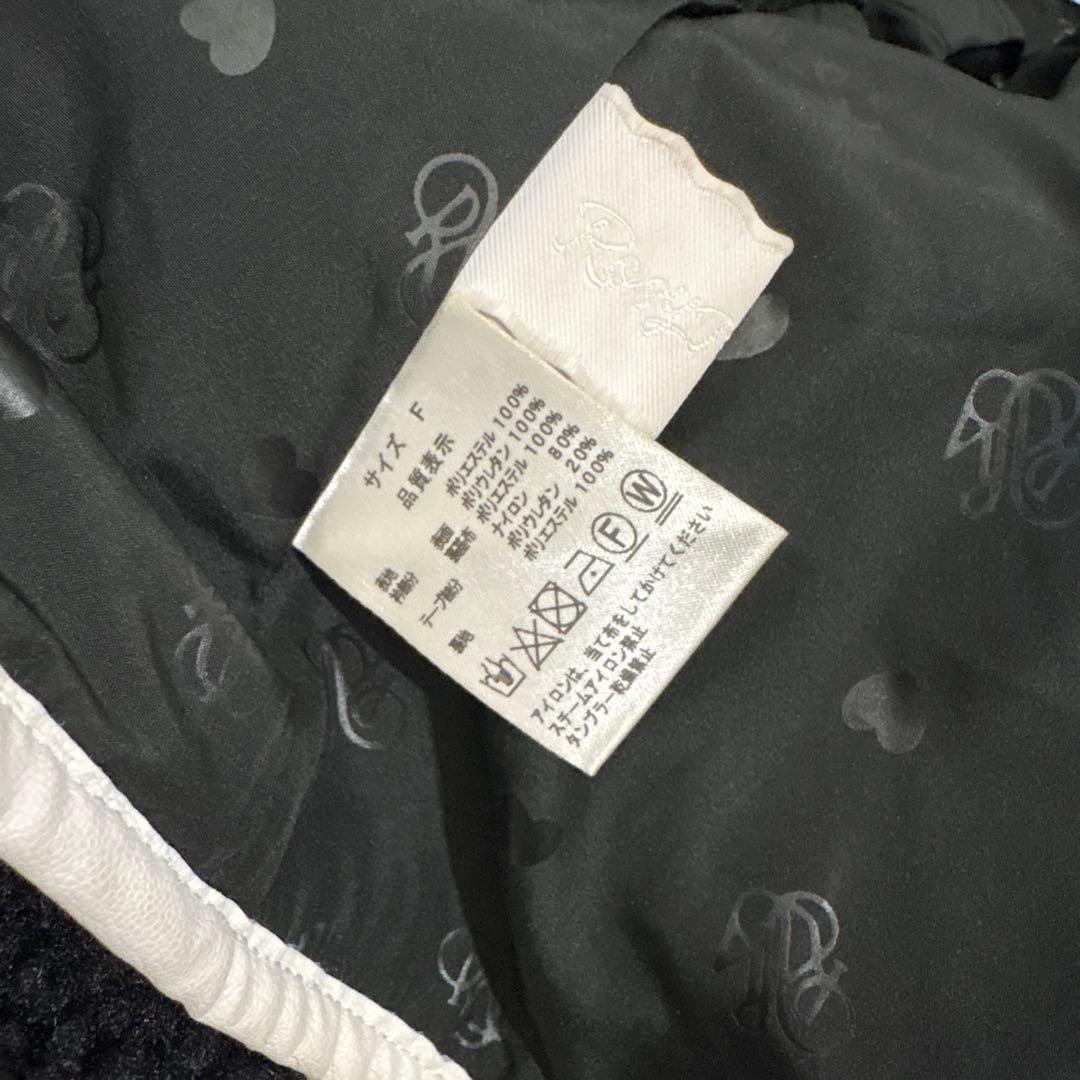 サイズ F
品質表示
ポリエステル 100%
表面 ポリウレタン 100%
ポリエステル 100%
ナイロン 80%
テープ部分 ポリウレタン 20%
裏地 ポリエステル 100%
F
W
アイロンは、当て布をしてかけてください
スチームアイロン禁止
タンブラー乾燥禁止